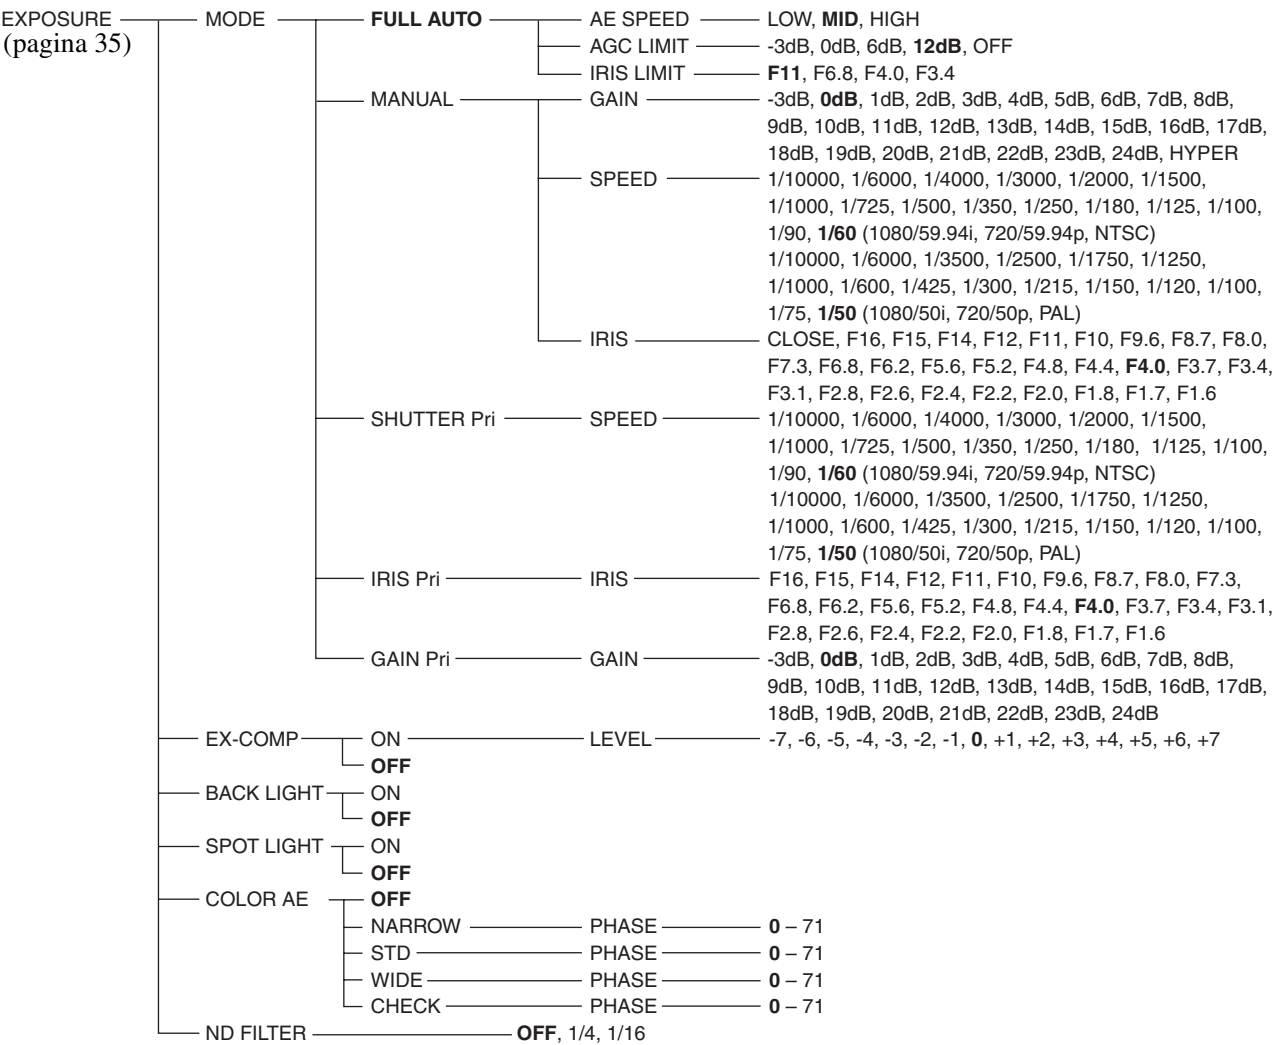 EXPOSURE MODE FULL AUTO AE SPEED LOW, MID, HIGH
(pagina 35) AGC LIMIT -3dB, 0dB, 6dB, 12dB, OFF
IRIS LIMIT F11, F6.8, F4.0, F3.4
MANUAL GAIN -3dB, 0dB, 1dB, 2dB, 3dB, 4dB, 5dB, 6dB, 7dB, 8dB,
9dB, 10dB, 11dB, 12dB, 13dB, 14dB, 15dB, 16dB, 17dB,
18dB, 19dB, 20dB, 21dB, 22dB, 23dB, 24dB, HYPER
SPEED 1/10000, 1/6000, 1/4000, 1/3000, 1/2000, 1/1500,
1/1000, 1/725, 1/500, 1/350, 1/250, 1/180, 1/125, 1/100,
1/90, 1/60 (1080/59.94i, 720/59.94p, NTSC)
1/10000, 1/6000, 1/3500, 1/2500, 1/1750, 1/1250,
1/1000, 1/600, 1/425, 1/300, 1/215, 1/150, 1/120, 1/100,
1/75, 1/50 (1080/50i, 720/50p, PAL)
IRIS CLOSE, F16, F15, F14, F12, F11, F10, F9.6, F8.7, F8.0,
F7.3, F6.8, F6.2, F5.6, F5.2, F4.8, F4.4, F4.0, F3.7, F3.4,
F3.1, F2.8, F2.6, F2.4, F2.2, F2.0, F1.8, F1.7, F1.6
SHUTTER Pri SPEED 1/10000, 1/6000, 1/4000, 1/3000, 1/2000, 1/1500,
1/1000, 1/725, 1/500, 1/350, 1/250, 1/180, 1/125, 1/100,
1/90, 1/60 (1080/59.94i, 720/59.94p, NTSC)
1/10000, 1/6000, 1/3500, 1/2500, 1/1750, 1/1250,
1/1000, 1/600, 1/425, 1/300, 1/215, 1/150, 1/120, 1/100,
1/75, 1/50 (1080/50i, 720/50p, PAL)
IRIS Pri IRIS F16, F15, F14, F12, F11, F10, F9.6, F8.7, F8.0, F7.3,
F6.8, F6.2, F5.6, F5.2, F4.8, F4.4, F4.0, F3.7, F3.4, F3.1,
F2.8, F2.6, F2.4, F2.2, F2.0, F1.8, F1.7, F1.6
GAIN Pri GAIN -3dB, 0dB, 1dB, 2dB, 3dB, 4dB, 5dB, 6dB, 7dB, 8dB,
9dB, 10dB, 11dB, 12dB, 13dB, 14dB, 15dB, 16dB, 17dB,
18dB, 19dB, 20dB, 21dB, 22dB, 23dB, 24dB
EX-COMP ON LEVEL -7, -6, -5, -4, -3, -2, -1, 0, +1, +2, +3, +4, +5, +6, +7
OFF
BACK LIGHT ON
OFF
SPOT LIGHT ON
OFF
COLOR AE OFF
NARROW PHASE 0 – 71
STD PHASE 0 – 71
WIDE PHASE 0 – 71
CHECK PHASE 0 – 71
ND FILTER OFF, 1/4, 1/16